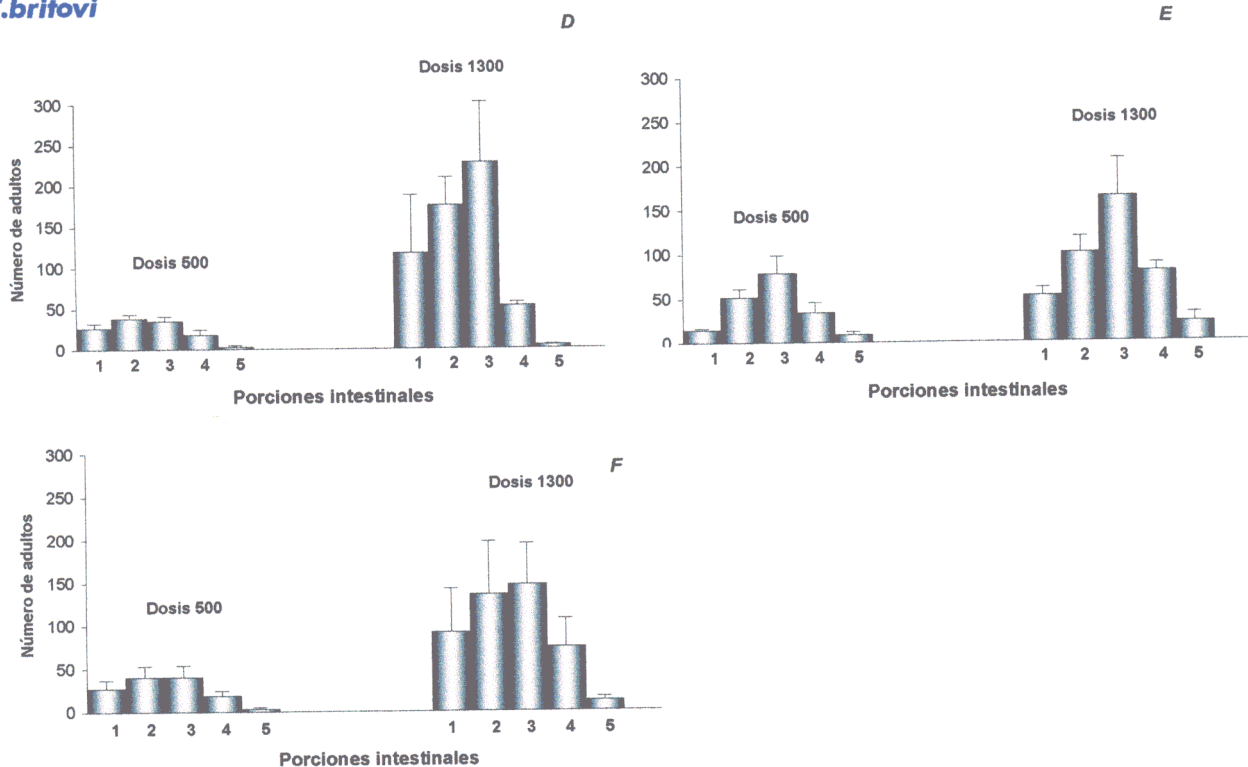 .britovi
D
Dosis 1300
300
250
200
150
100
50
0
Número de adultos
Dosis 500
1 2 3 4 5 1 2 3 4 5
Porciones intestinales
E
300
250
200
150
100
50
0
Dosis 500
Dosis 1300
1 2 3 4 5 1 2 3 4 5
Porciones intestinales
F
300
250
200
150
100
50
0
Número de adultos
Dosis 500
Dosis 1300
1 2 3 4 5 1 2 3 4 5
Porciones intestinales